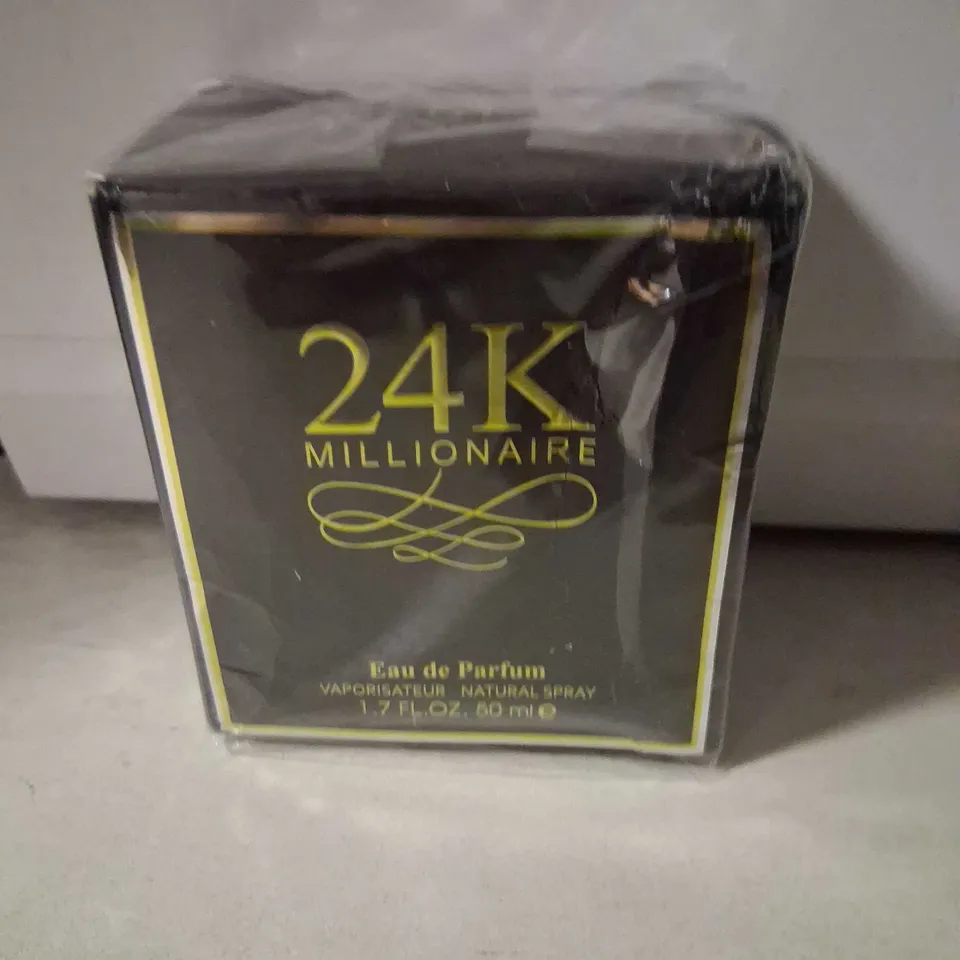 24K
MILLIONAIRE
Eau de Parfum
VAPORISATEUR NATURAL SPRAY
1.7 FL.OZ. 50 ml ℮